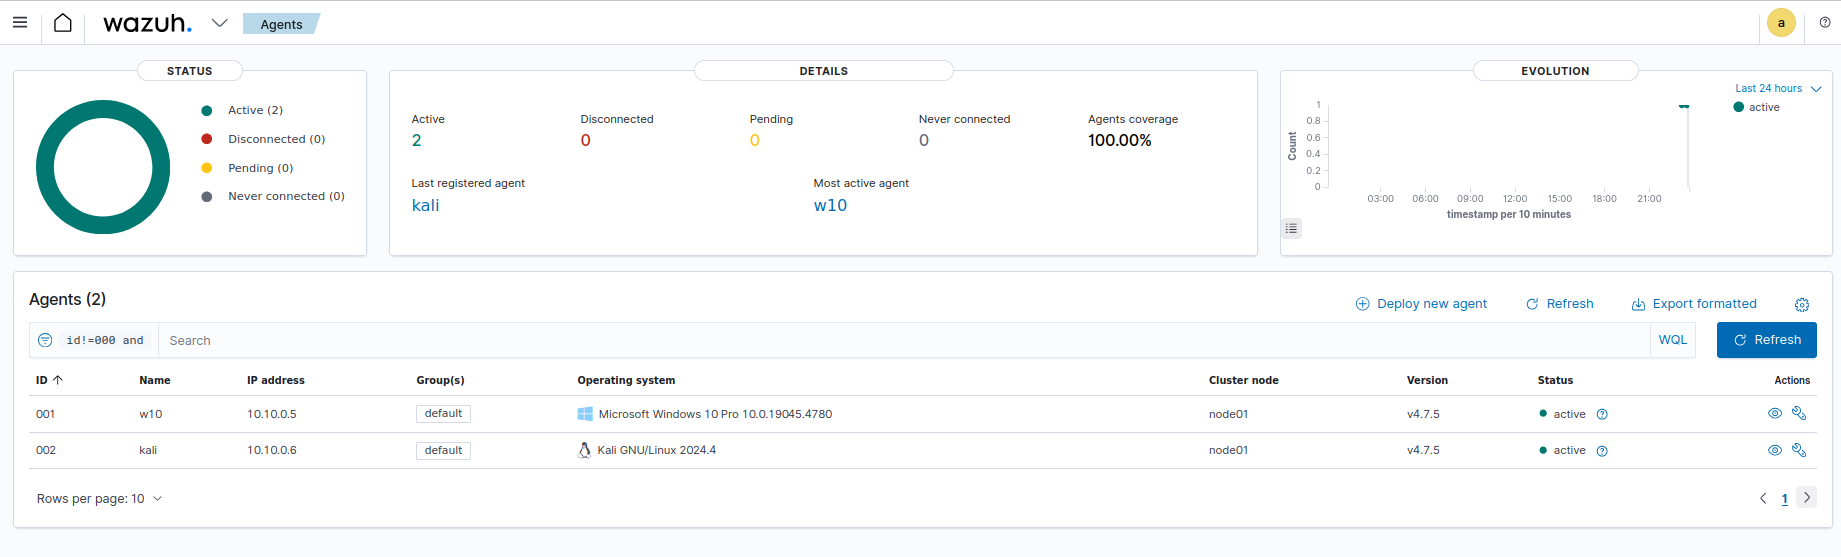 wazuh. Agents a
STATUS
Active (2)
Disconnected (0)
Pending (0)
Never connected (0)
DETAILS
Active Disconnected Pending Never connected Agents coverage
2 0 0 0 100.00%
Last registered agent Most active agent
kali w10
EVOLUTION
Last 24 hours
active
Count
1
0.8
0.6
0.4
0.2
0
03:00 06:00 09:00 12:00 15:00 18:00 21:00
timestamp per 10 minutes
Agents (2) Deploy new agent Refresh Export formatted
id!=000 and Search WQL Refresh
ID Name IP address Group(s) Operating system Cluster node Version Status Actions
001 w10 10.10.0.5 default Microsoft Windows 10 Pro 10.0.19045.4780 node01 v4.7.5 active
002 kali 10.10.0.6 default Kali GNU/Linux 2024.4 node01 v4.7.5 active
Rows per page: 10 1